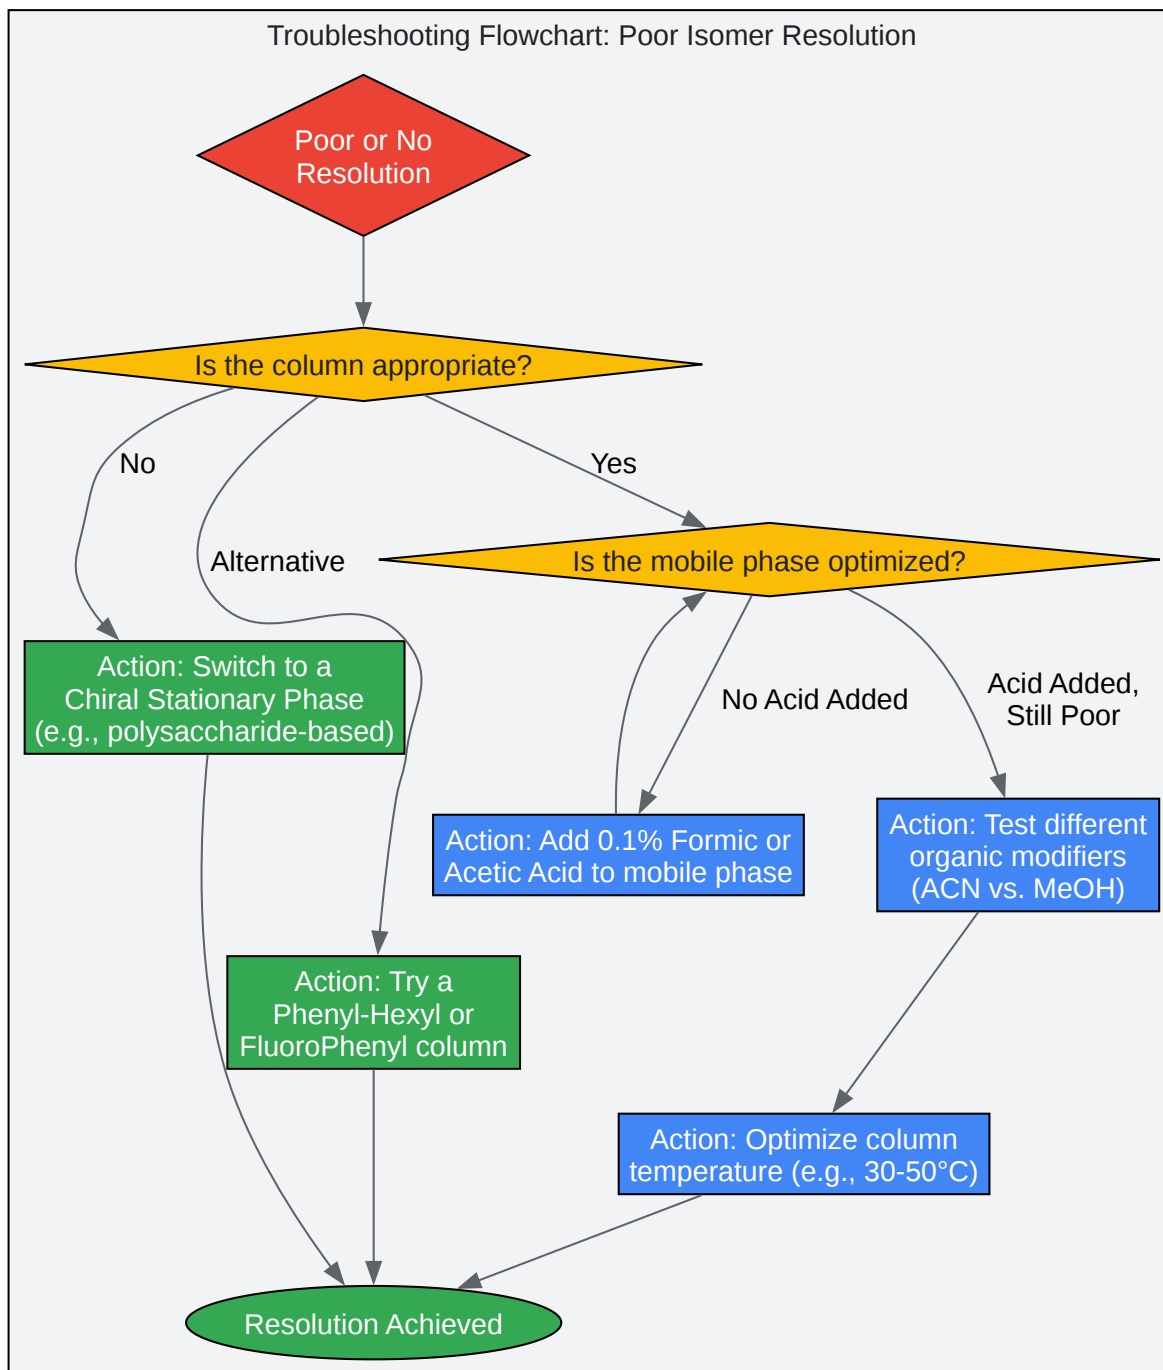 Troubleshooting Flowchart: Poor Isomer Resolution
Poor or No
Resolution
Is the column appropriate?
No
Yes
Alternative
Is the mobile phase optimized?
Action: Switch to a
Chiral Stationary Phase
(e.g., polysaccharide-based)
No Acid Added
Acid Added,
Still Poor
Action: Add 0.1% Formic or
Acetic Acid to mobile phase
Action: Test different
organic modifiers
(ACN vs. MeOH)
Action: Try a
Phenyl-Hexyl or
FluoroPhenyl column
Action: Optimize column
temperature (e.g., 30-50°C)
Resolution Achieved